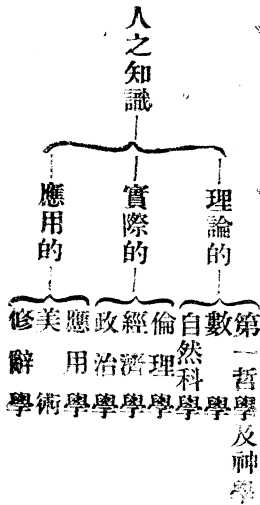 人之知識
理論的
實際的
應用的
第一哲學及神學
數學
自然科學
倫理學
經濟學
政治學
應用學
美術
修辭學